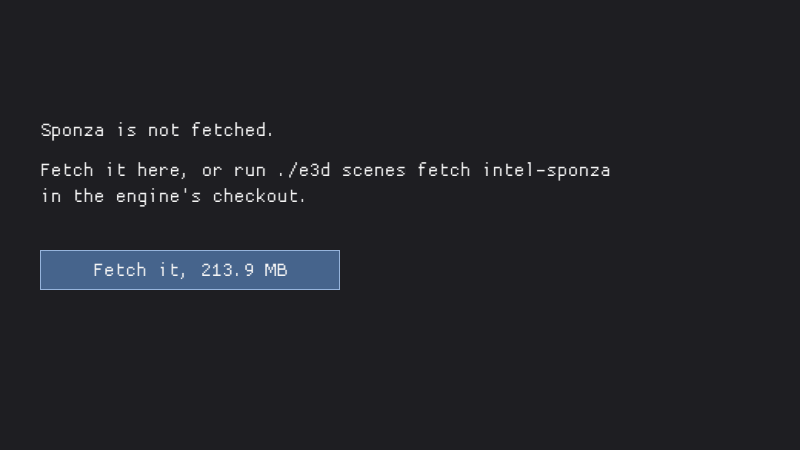 Sponza is not fetched.
Fetch it here, or run ./e3d scenes fetch intel-sponza
in the engine's checkout.
Fetch it, 213.9 MB